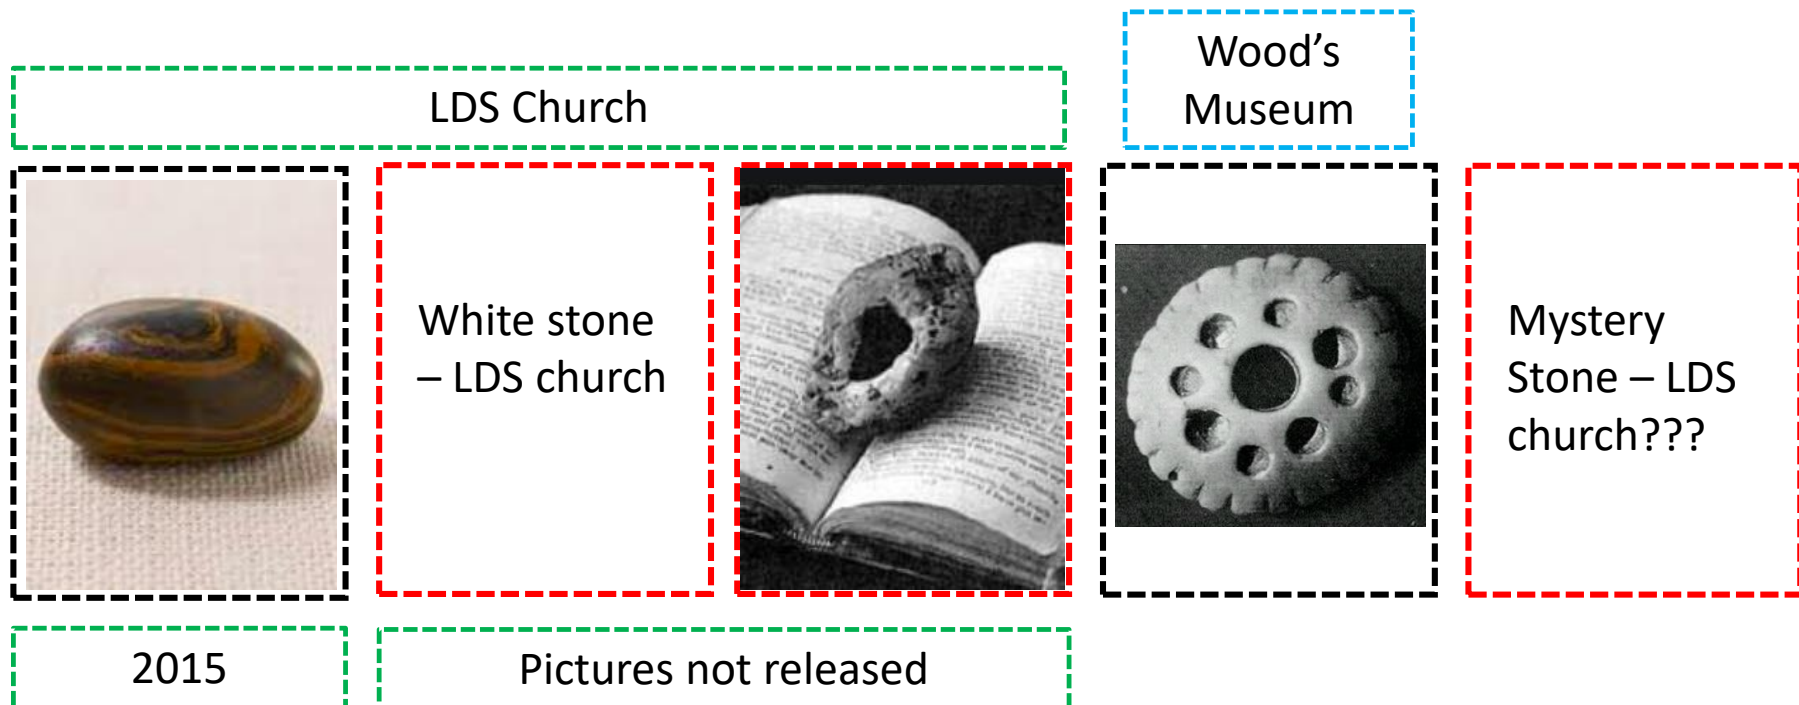 LDS Church
Wood’s
Museum
White stone
– LDS church
Mystery
Stone – LDS
church???
2015
Pictures not released